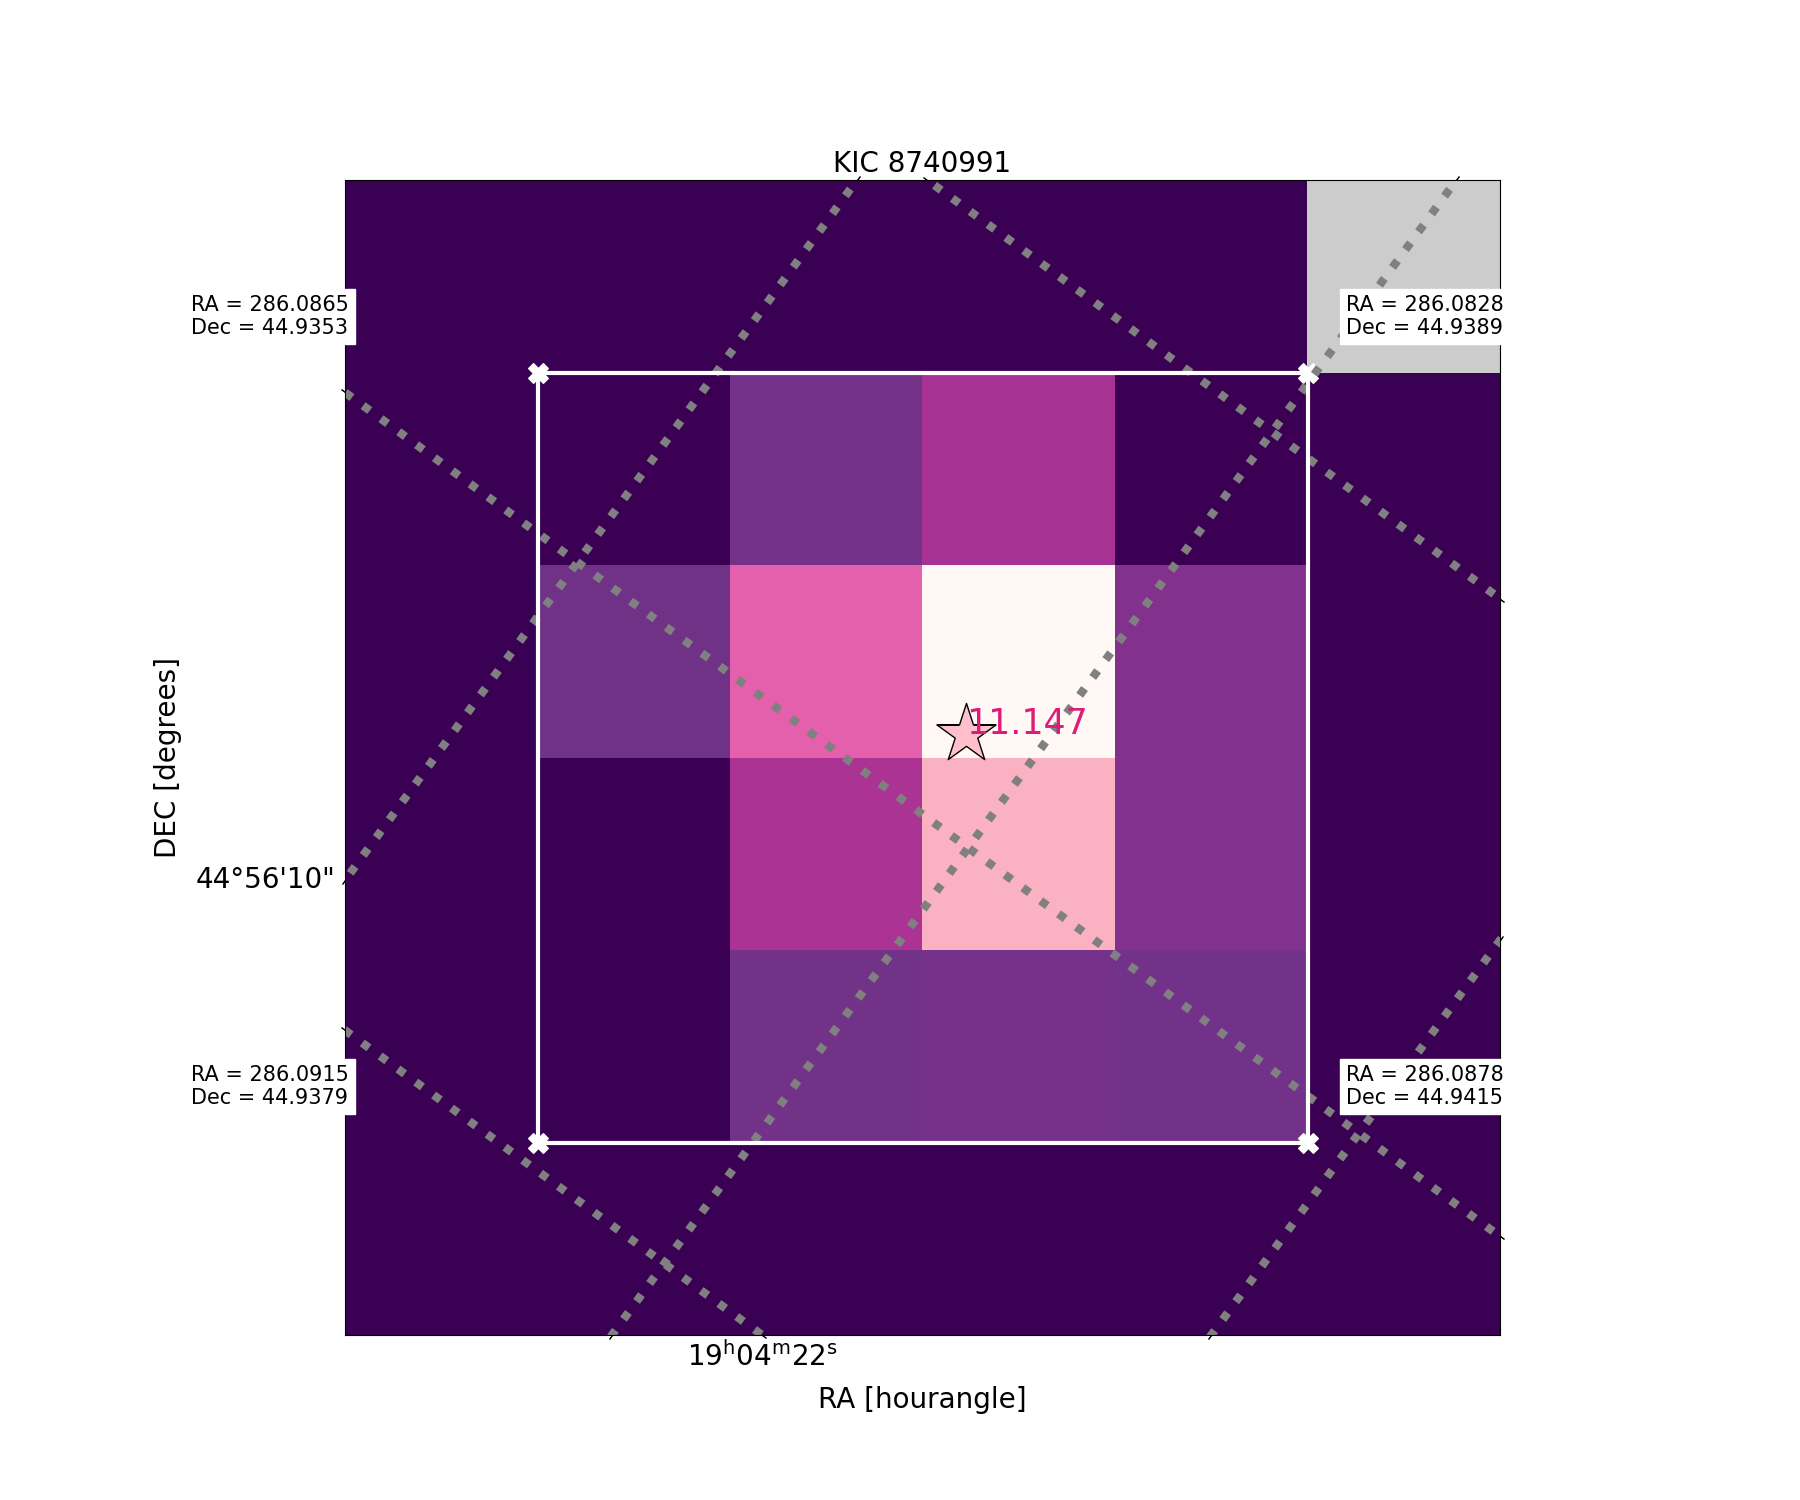 KIC 8740991
RA = 286.0865
Dec = 44.9353
RA = 286.0828
Dec = 44.9389
11.147
DEC [degrees]
44°56'10"
RA = 286.0915
Dec = 44.9379
RA = 286.0878
Dec = 44.9415
19ʰ04ᵐ22ˢ
RA [hourangle]